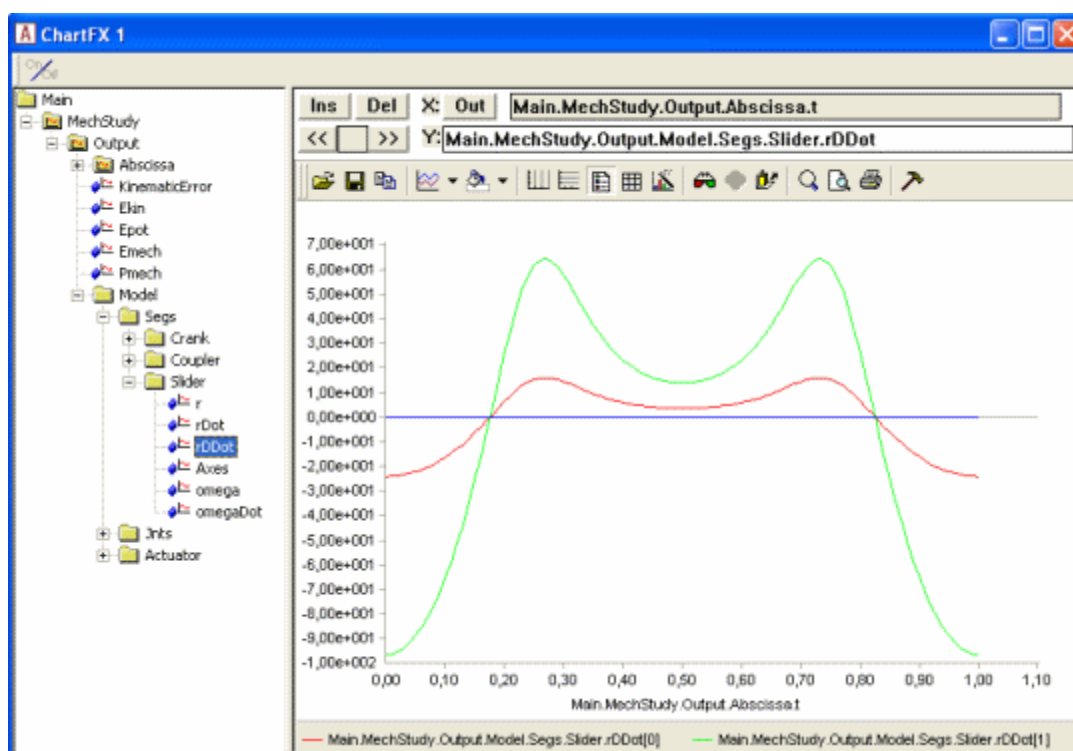 ChartFX 1
On/Off
Main
MechStudy
Output
Abscissa
KinematicError
Ekin
Epot
Emech
Pmech
Model
Segs
Crank
Coupler
Slider
r
rDot
rDDot
Axes
omega
omegaDot
Jnts
Actuator
Ins Del X: Out Main.MechStudy.Output.Abscissa.t
<< >> Y: Main.MechStudy.Output.Model.Segs.Slider.rDDot
7,00e+001
6,00e+001
5,00e+001
4,00e+001
3,00e+001
2,00e+001
1,00e+001
0,00e+000
-1,00e+001
-2,00e+001
-3,00e+001
-4,00e+001
-5,00e+001
-6,00e+001
-7,00e+001
-8,00e+001
-9,00e+001
-1,00e+002
0,00 0,10 0,20 0,30 0,40 0,50 0,60 0,70 0,80 0,90 1,00 1,10
Main.MechStudy.Output.Abscissa.t
Main.MechStudy.Output.Model.Segs.Slider.rDDot[0] Main.MechStudy.Output.Model.Segs.Slider.rDDot[1]